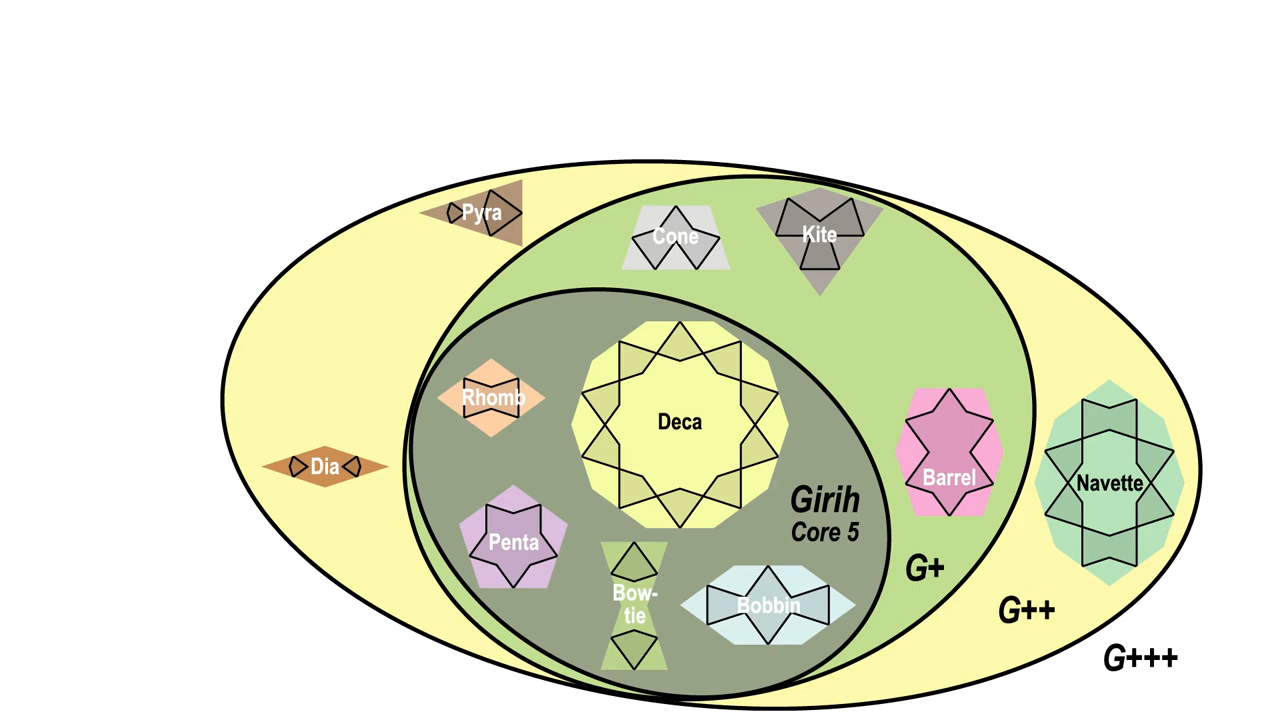 Pyra
Cone
Kite
Rhomb
Deca
Dia
Barrel
Navette
Girih
Core 5
Penta
Bow-
tie
Bobbin
G+
G++
G+++